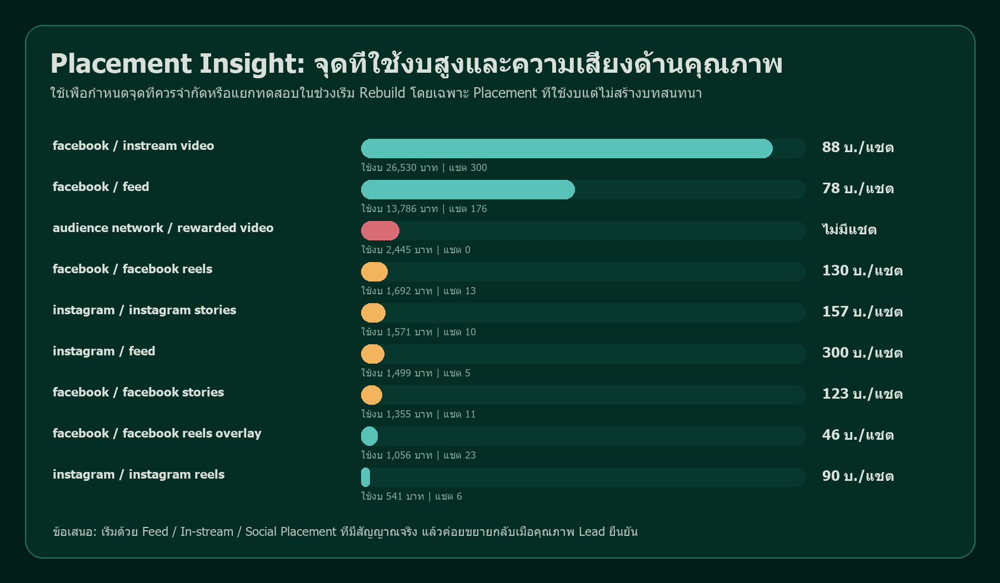 Placement Insight: จุดที่ใช้งบสูงและความเสี่ยงด้านคุณภาพ
ใช้เพื่อกำหนดจุดที่ควรจำกัดหรือแยกทดสอบในช่วงเริ่ม Rebuild โดยเฉพาะ Placement ที่ใช้งบแต่ไม่สร้างบทสนทนา
facebook / instream video
88 บ./แชต
ใช้งบ 26,530 บาท | แชต 300
facebook / feed
78 บ./แชต
ใช้งบ 13,786 บาท | แชต 176
audience network / rewarded video
ไม่มีแชต
ใช้งบ 2,445 บาท | แชต 0
facebook / facebook reels
130 บ./แชต
ใช้งบ 1,692 บาท | แชต 13
instagram / instagram stories
157 บ./แชต
ใช้งบ 1,571 บาท | แชต 10
instagram / feed
300 บ./แชต
ใช้งบ 1,499 บาท | แชต 5
facebook / facebook stories
123 บ./แชต
ใช้งบ 1,355 บาท | แชต 11
facebook / facebook reels overlay
46 บ./แชต
ใช้งบ 1,056 บาท | แชต 23
instagram / instagram reels
90 บ./แชต
ใช้งบ 541 บาท | แชต 6
ข้อเสนอ: เริ่มด้วย Feed / In-stream / Social Placement ที่มีสัญญาณจริง แล้วค่อยขยายกลับเมื่อคุณภาพ Lead ยืนยัน